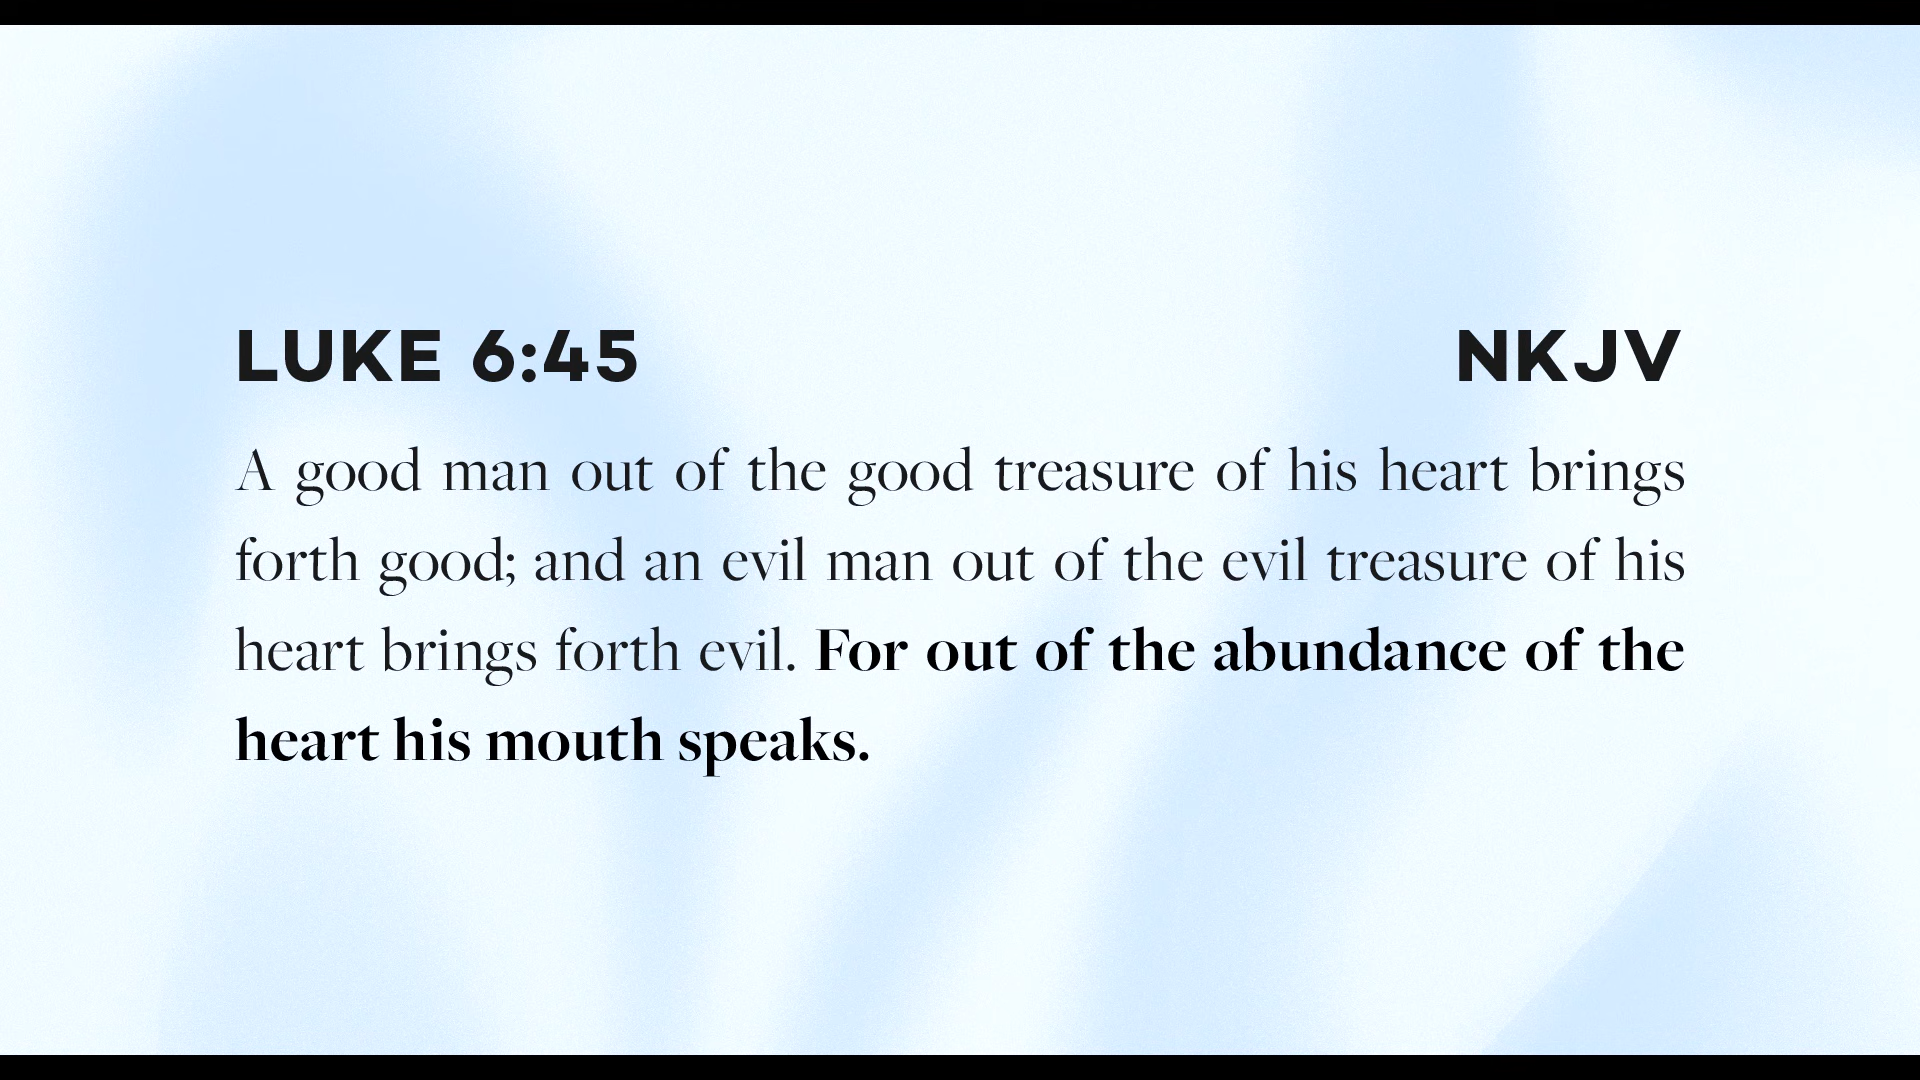 LUKE 6:45 NKJV
A good man out of the good treasure of his heart brings
forth good; and an evil man out of the evil treasure of his
heart brings forth evil. For out of the abundance of the
heart his mouth speaks.